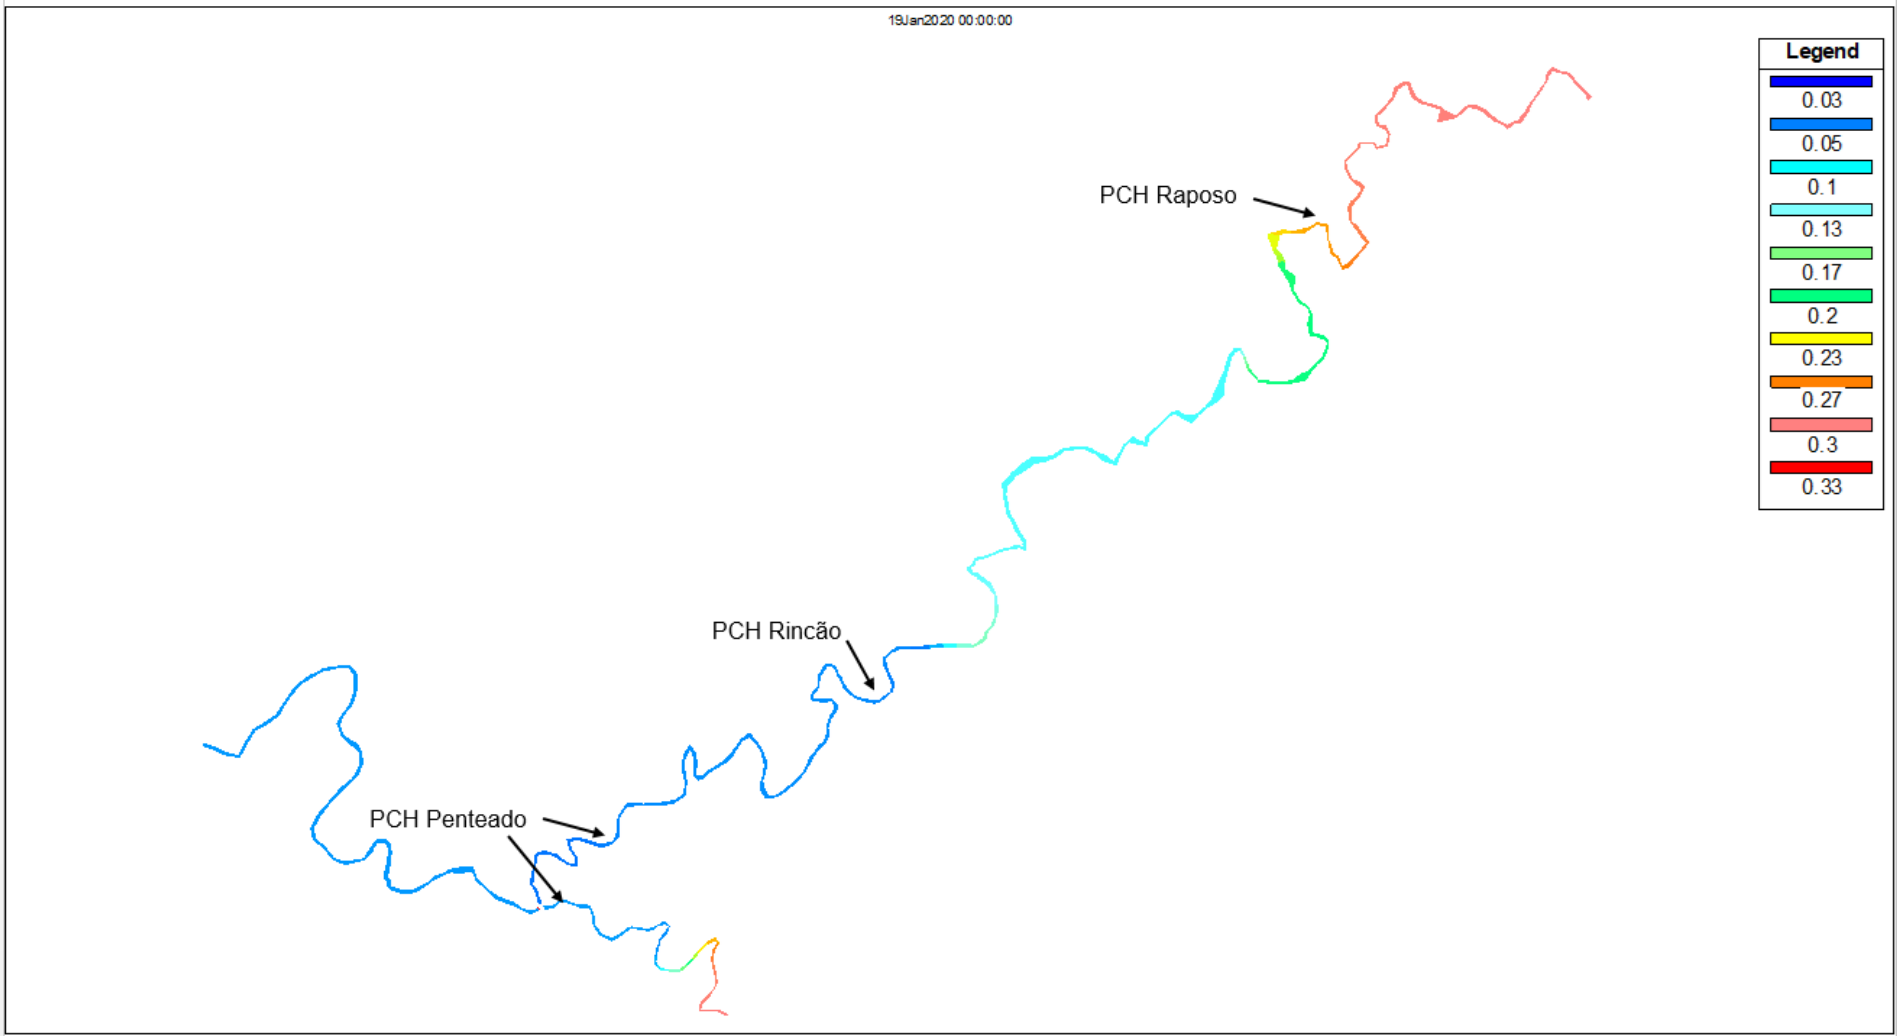 19Jan2020 00:00:00
Legend
0.03
0.05
0.1
0.13
0.17
0.2
0.23
0.27
0.3
0.33
PCH Raposo
PCH Rincão
PCH Penteado